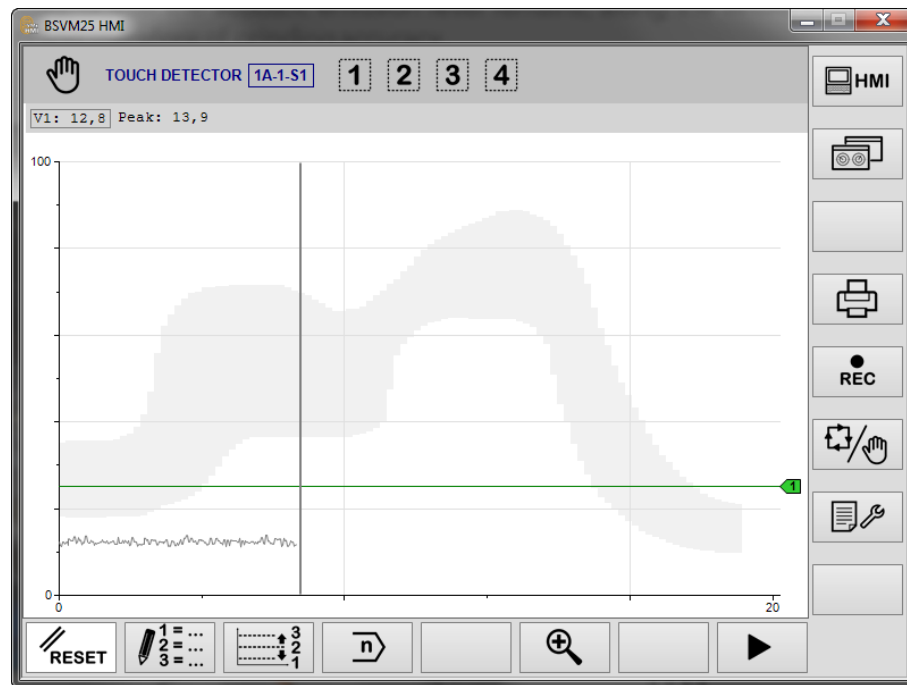 BSVM25 HMI
TOUCH DETECTOR 1A-1-S1 1 2 3 4
HMI
V1: 12,8 Peak: 13,9
100
REC
1
0
0 20
RESET
1 = ...
2 = ...
3 = ...
3
2
1
n